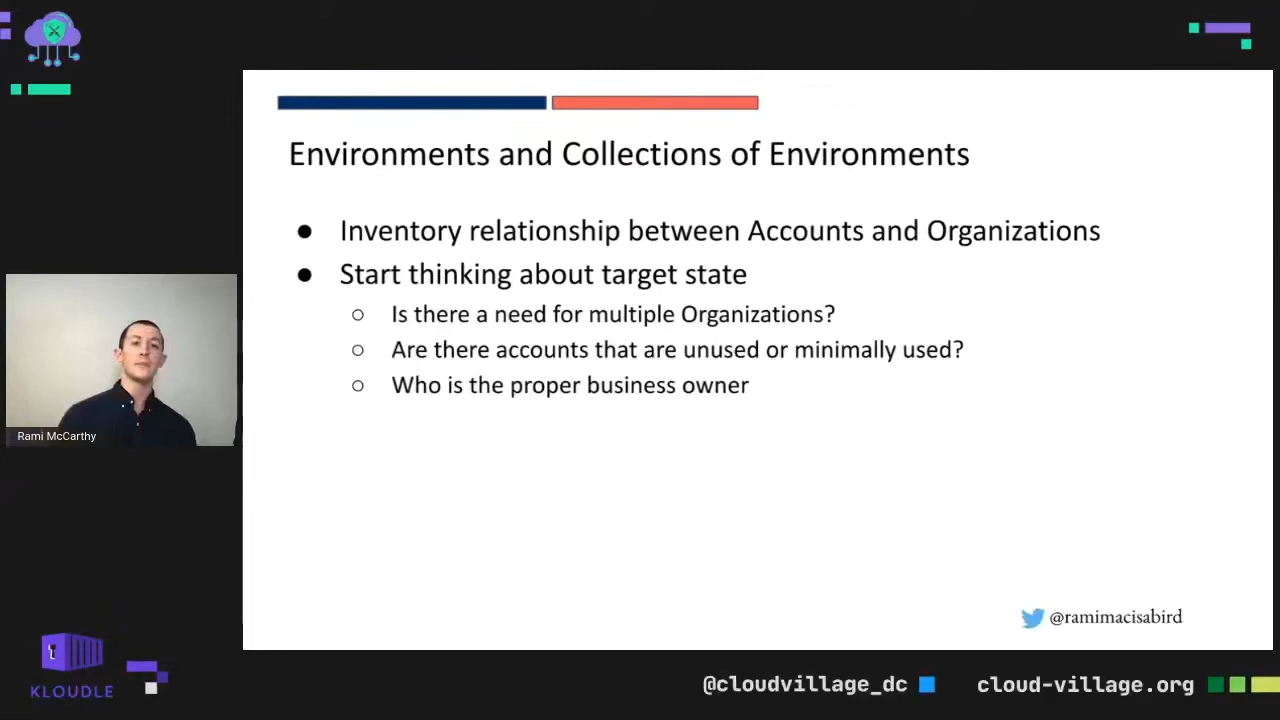 Environments and Collections of Environments
● Inventory relationship between Accounts and Organizations
● Start thinking about target state
○ Is there a need for multiple Organizations?
○ Are there accounts that are unused or minimally used?
○ Who is the proper business owner
Rami McCarthy
@ramimacisabird
KLOUDLE
@cloudvillage_dc
cloud-village.org